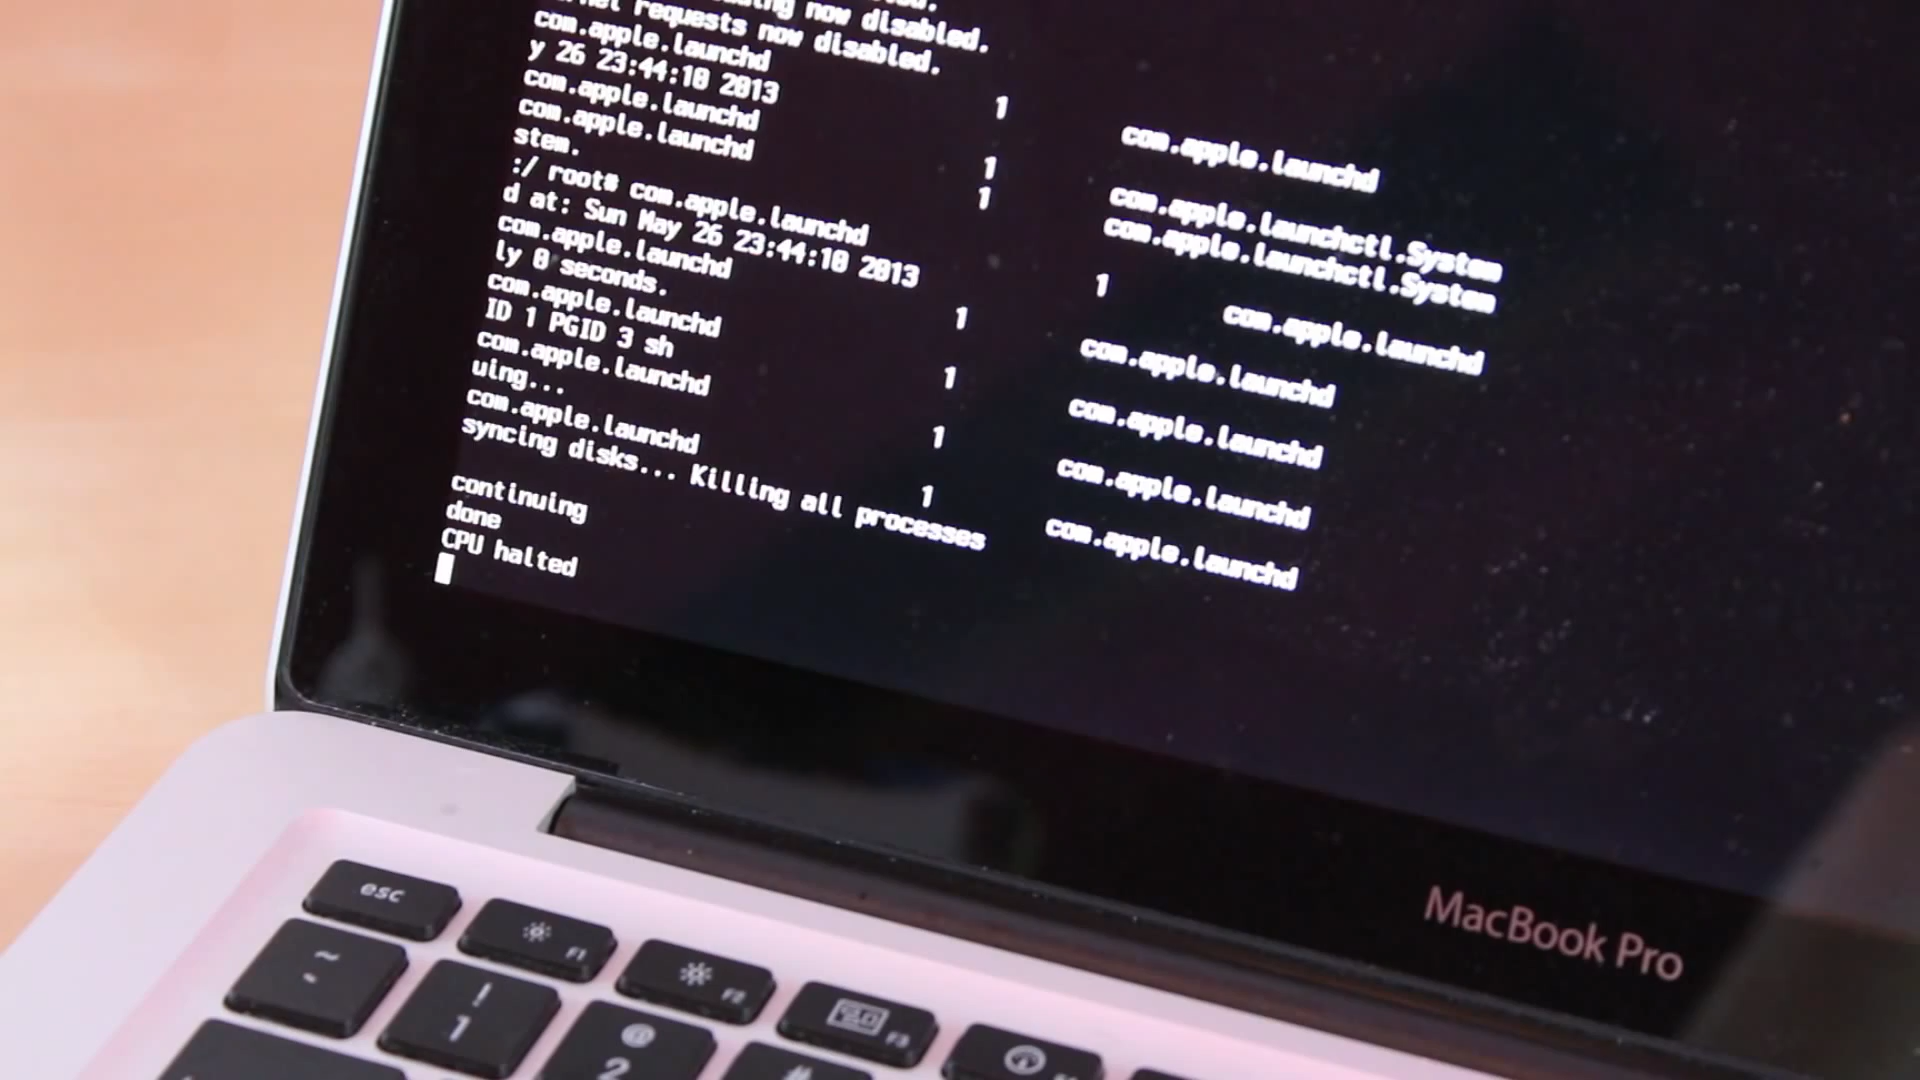 now disabled.
requests now disabled.
com.apple.launchd 1 com.apple.launchd
y 26 23:44:10 2013
com.apple.launchd 1 com.apple.launchctl.System
com.apple.launchd 1 com.apple.launchctl.System
stem.
:/ root# com.apple.launchd 1 com.apple.launchd
d at: Sun May 26 23:44:10 2013
com.apple.launchd 1 com.apple.launchd
ly 0 seconds.
com.apple.launchd 1 com.apple.launchd
ID 1 PGID 3 sh
com.apple.launchd 1 com.apple.launchd
uing...
com.apple.launchd 1 com.apple.launchd
syncing disks... Killing all processes
continuing
done
CPU halted
MacBook Pro
esc
F1
F2
F3
~
!
1
@
2
#